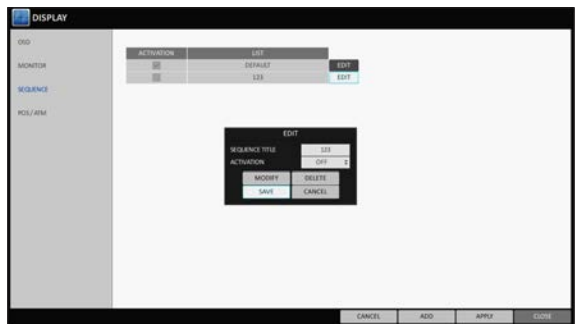 DISPLAY
OSD
MONITOR
SEQUENCE
POS/ATM
ACTIVATION LIST
DEFAULT EDIT
123 EDIT
EDIT
SEQUENCE TITLE 123
ACTIVATION OFF
MODIFY DELETE
SAVE CANCEL
CANCEL ADD APPLY CLOSE